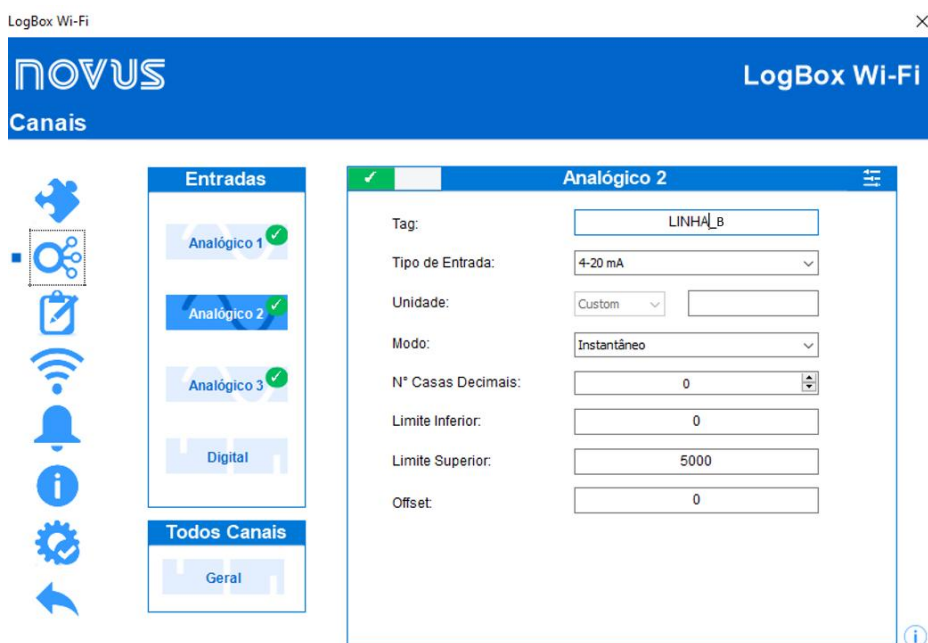 LogBox Wi-Fi
NOVUS
LogBox Wi-Fi
Canais
Entradas
Analógico 1
Analógico 2
Analógico 3
Digital
Todos Canais
Geral
Analógico 2
Tag: LINHA_B
Tipo de Entrada: 4-20 mA
Unidade: Custom
Modo: Instantâneo
N° Casas Decimais: 0
Limite Inferior: 0
Limite Superior: 5000
Offset: 0